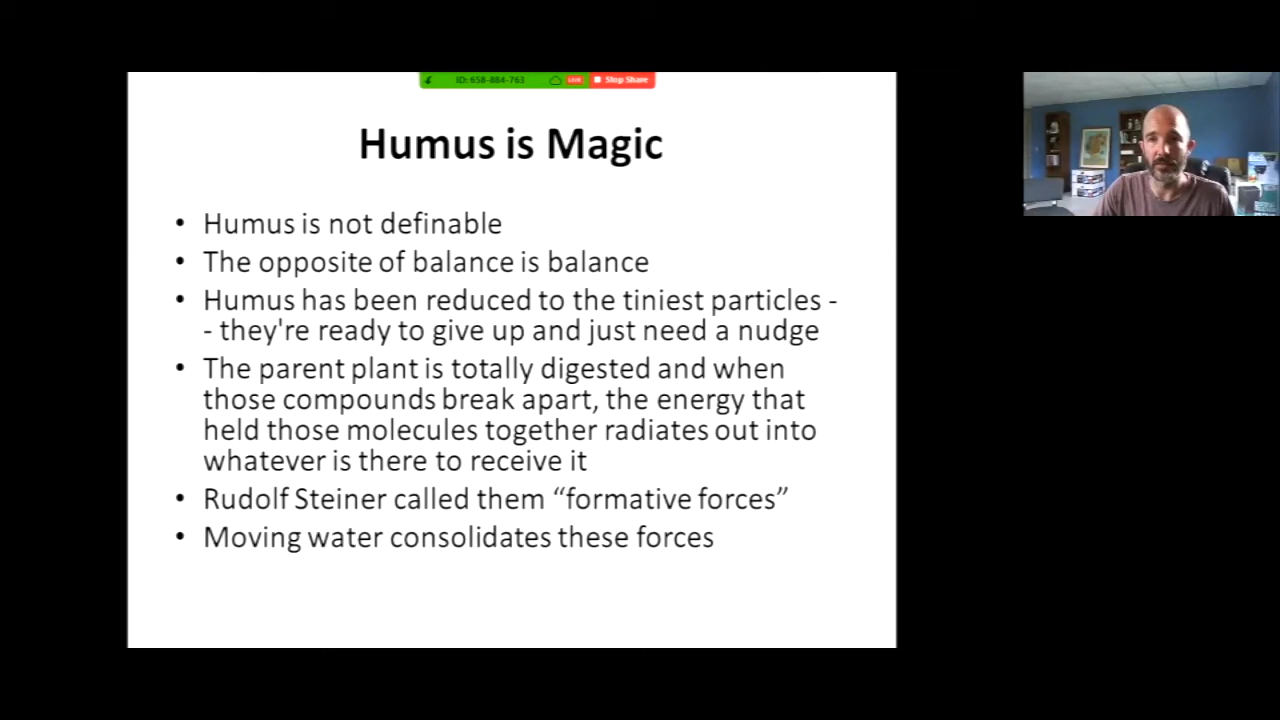 ID: 658-884-763 LIVE Stop Share
Humus is Magic
• Humus is not definable
• The opposite of balance is balance
• Humus has been reduced to the tiniest particles -
- they're ready to give up and just need a nudge
• The parent plant is totally digested and when
those compounds break apart, the energy that
held those molecules together radiates out into
whatever is there to receive it
• Rudolf Steiner called them “formative forces”
• Moving water consolidates these forces